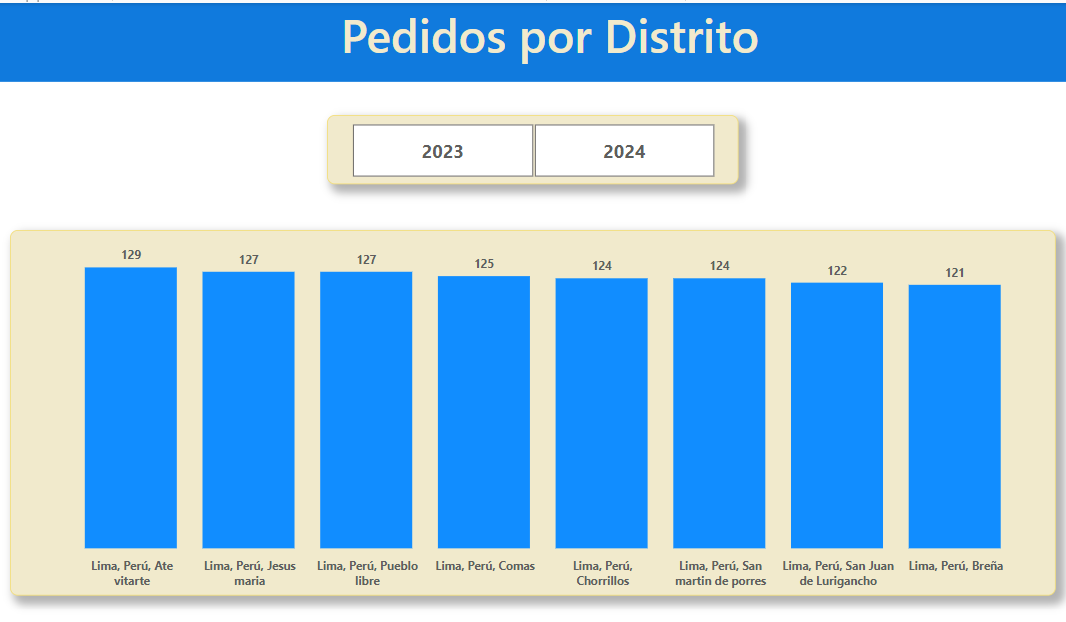 Pedidos por Distrito
2023
2024
129
127
127
125
124
124
122
121
Lima, Perú, Ate
vitarte
Lima, Perú, Jesus
maria
Lima, Perú, Pueblo
libre
Lima, Perú, Comas
Lima, Perú,
Chorrillos
Lima, Perú, San
martin de porres
Lima, Perú, San Juan
de Lurigancho
Lima, Perú, Breña